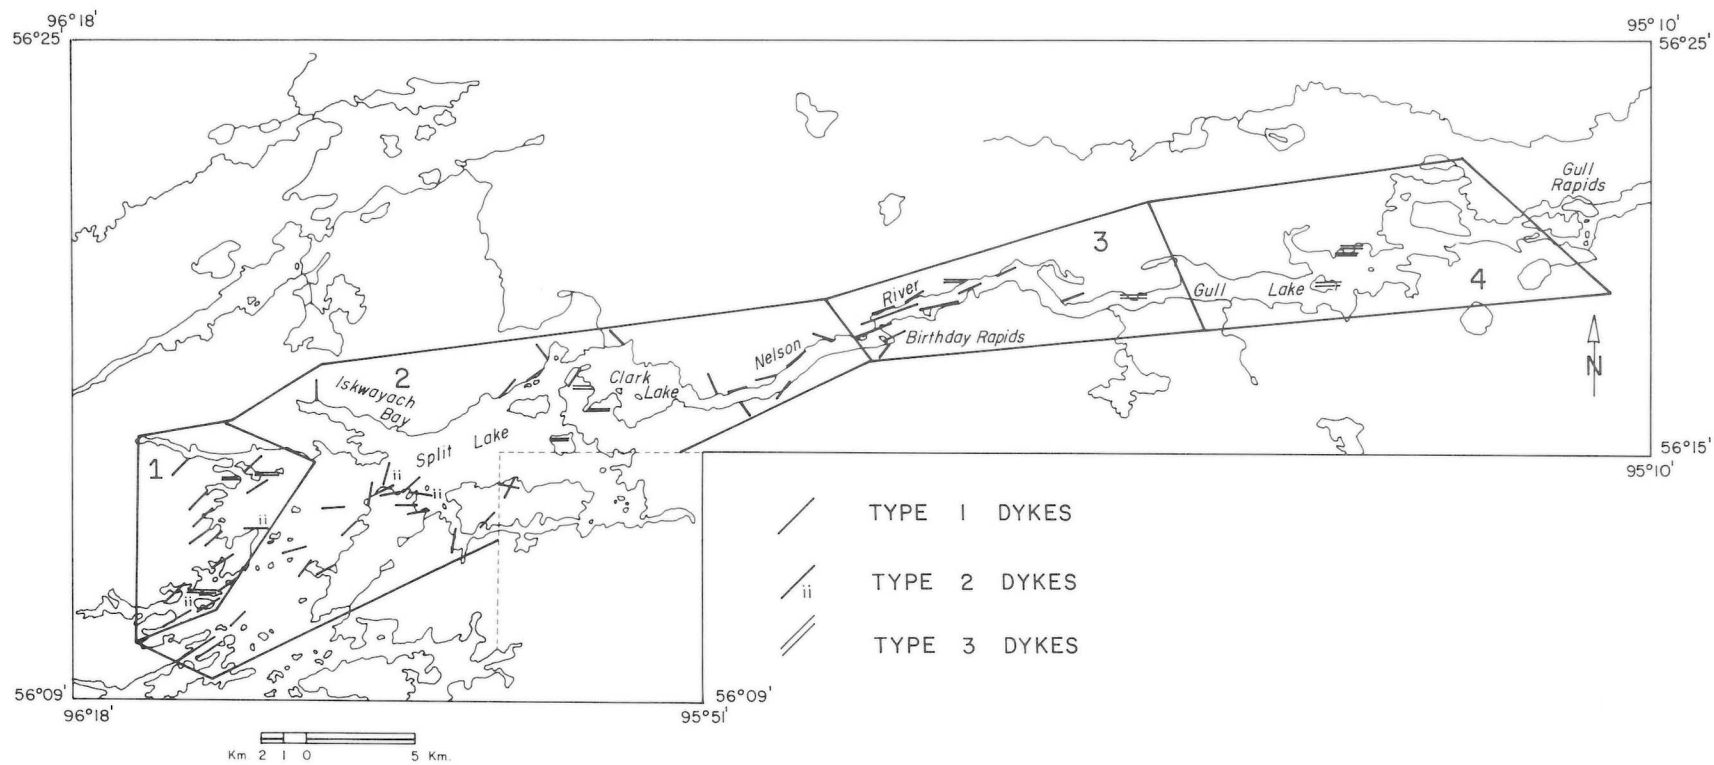 96°18'
95°10'
56°25'
56°25'
Gull
Rapids
3
River
4
Gull Lake
Birthday Rapids
Nelson
N
2
Iskwayach
Bay
Clark
Lake
Split Lake
1
56°15'
95°10'
ii
ii
ii
ii
TYPE 1 DYKES
ii
TYPE 2 DYKES
TYPE 3 DYKES
56°09'
56°09'
96°18'
95°51'
Km. 2 1 0 5 Km.